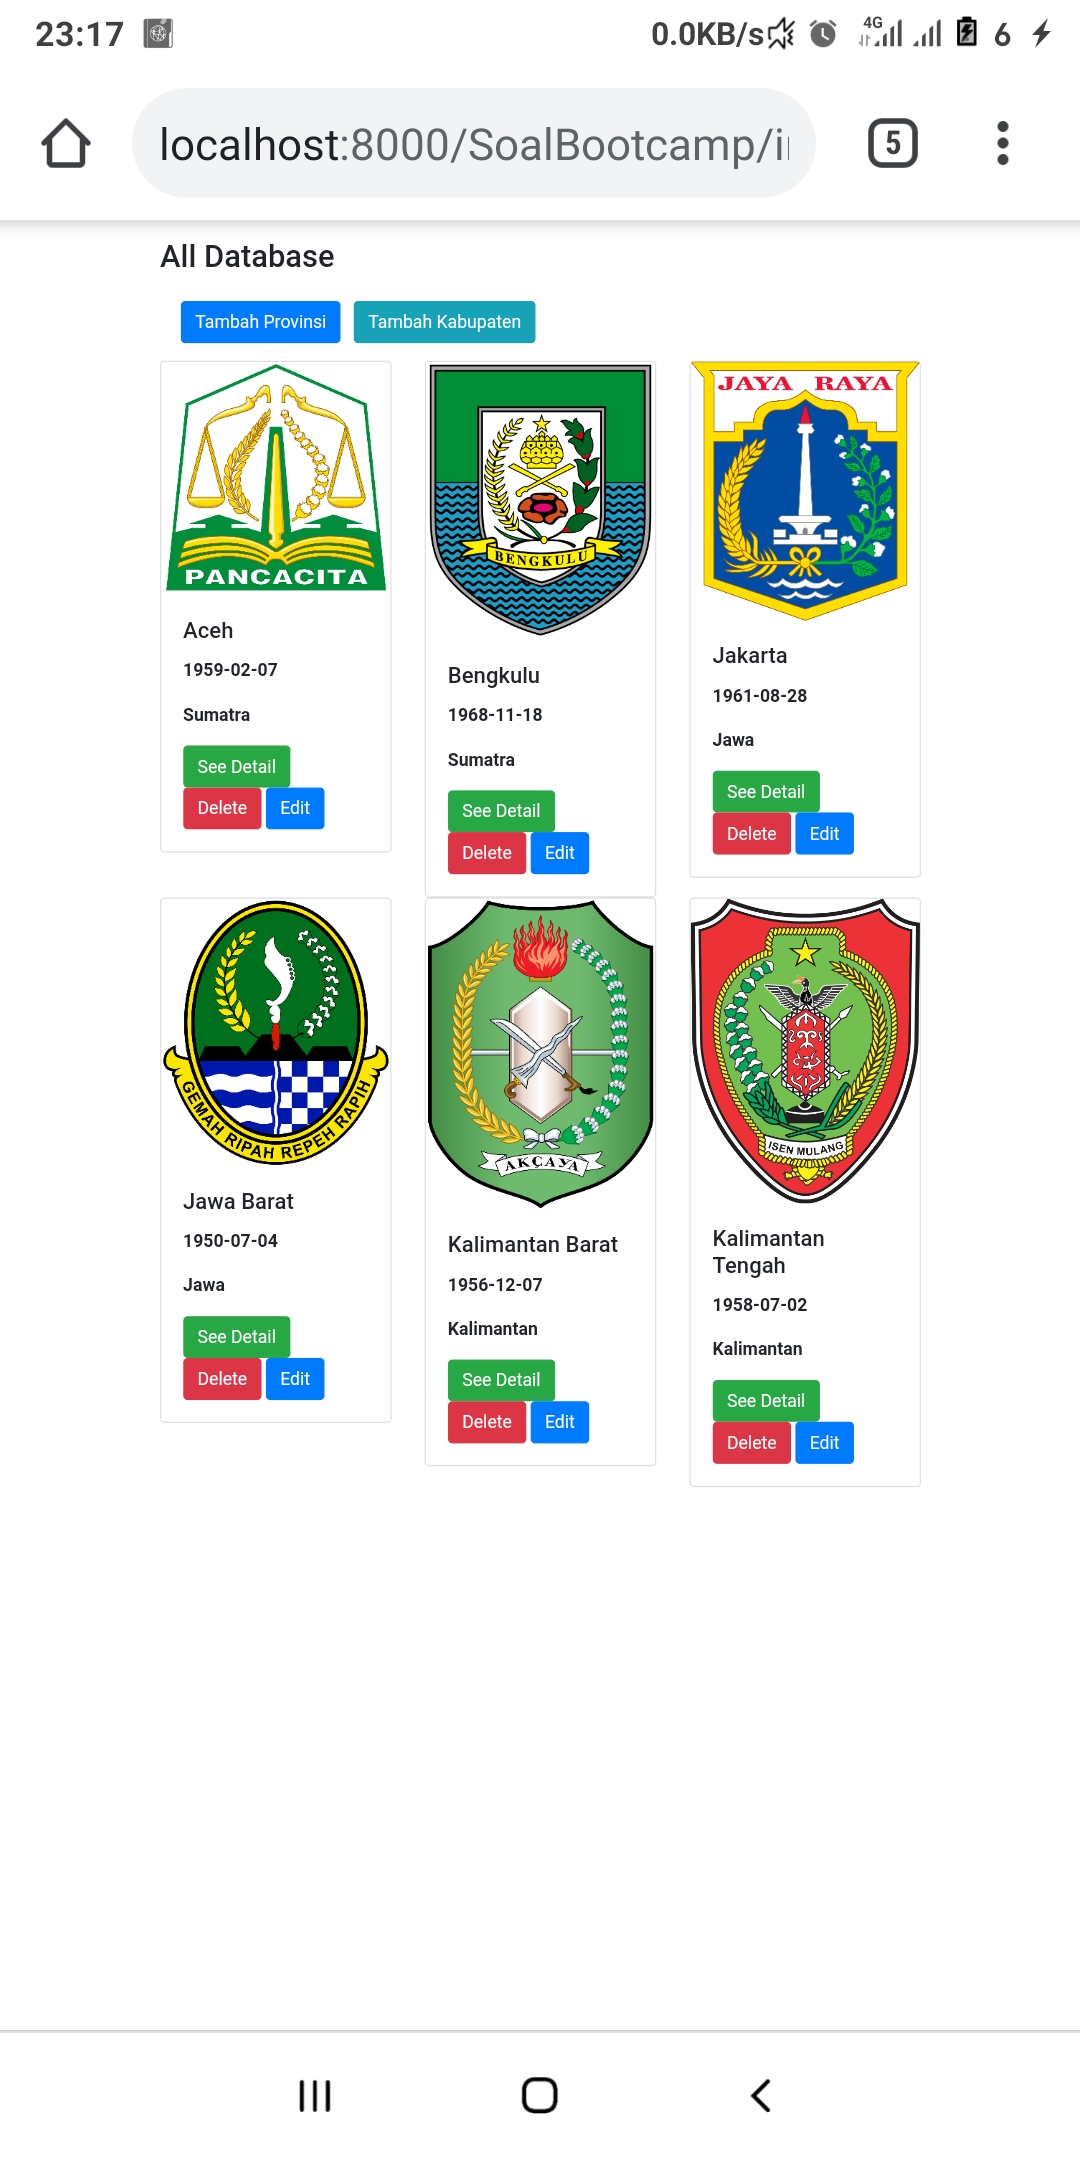 23:17
0.0KB/s
4G
6
localhost:8000/SoalBootcamp/i
5
All Database
Tambah Provinsi
Tambah Kabupaten
PANCACITA
Aceh
1959-02-07
Sumatra
See Detail
Delete
Edit
BENGKULU
Bengkulu
1968-11-18
Sumatra
See Detail
Delete
Edit
JAYA RAYA
Jakarta
1961-08-28
Jawa
See Detail
Delete
Edit
GEMAH RIPAH REPEH RAPIH
Jawa Barat
1950-07-04
Jawa
See Detail
Delete
Edit
AKCAYA
Kalimantan Barat
1956-12-07
Kalimantan
See Detail
Delete
Edit
ISEN MULANG
Kalimantan
Tengah
1958-07-02
Kalimantan
See Detail
Delete
Edit